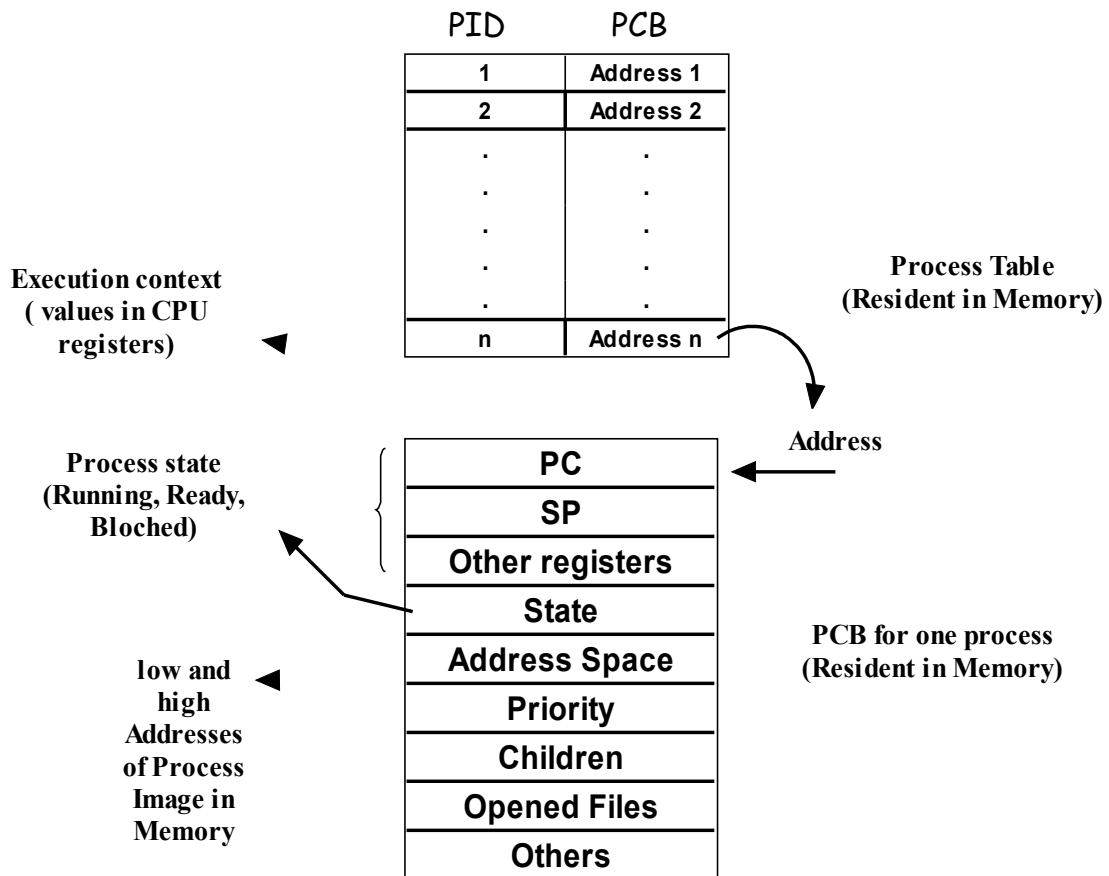 PID PCB
1 Address 1
2 Address 2
. .
. .
. .
. .
. .
n Address n
Execution context
( values in CPU
registers)
Process Table
(Resident in Memory)
Address
Process state
(Running, Ready,
Bloched)
PC
SP
Other registers
State
Address Space
Priority
Children
Opened Files
Others
PCB for one process
(Resident in Memory)
low and
high
Addresses
of Process
Image in
Memory